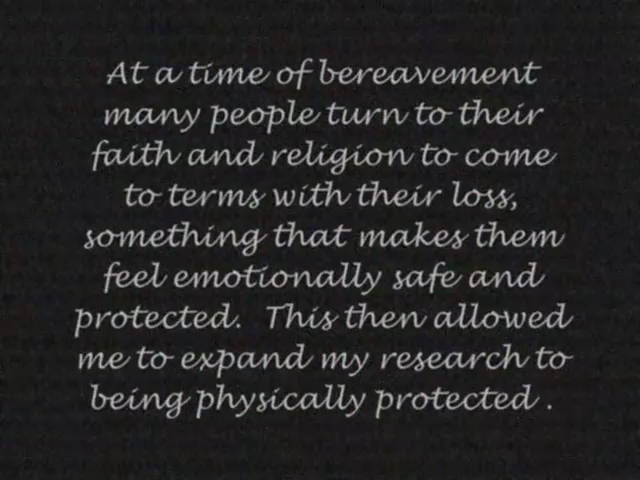 At a time of bereavement
many people turn to their
faith and religion to come
to terms with their loss,
something that makes them
feel emotionally safe and
protected.  This then allowed
me to expand my research to
being physically protected .